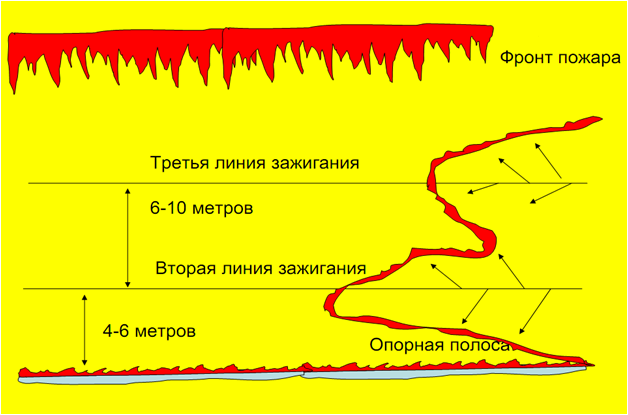 Фронт пожара
Третья линия зажигания
6-10 метров
Вторая линия зажигания
4-6 метров
Опорная полоса